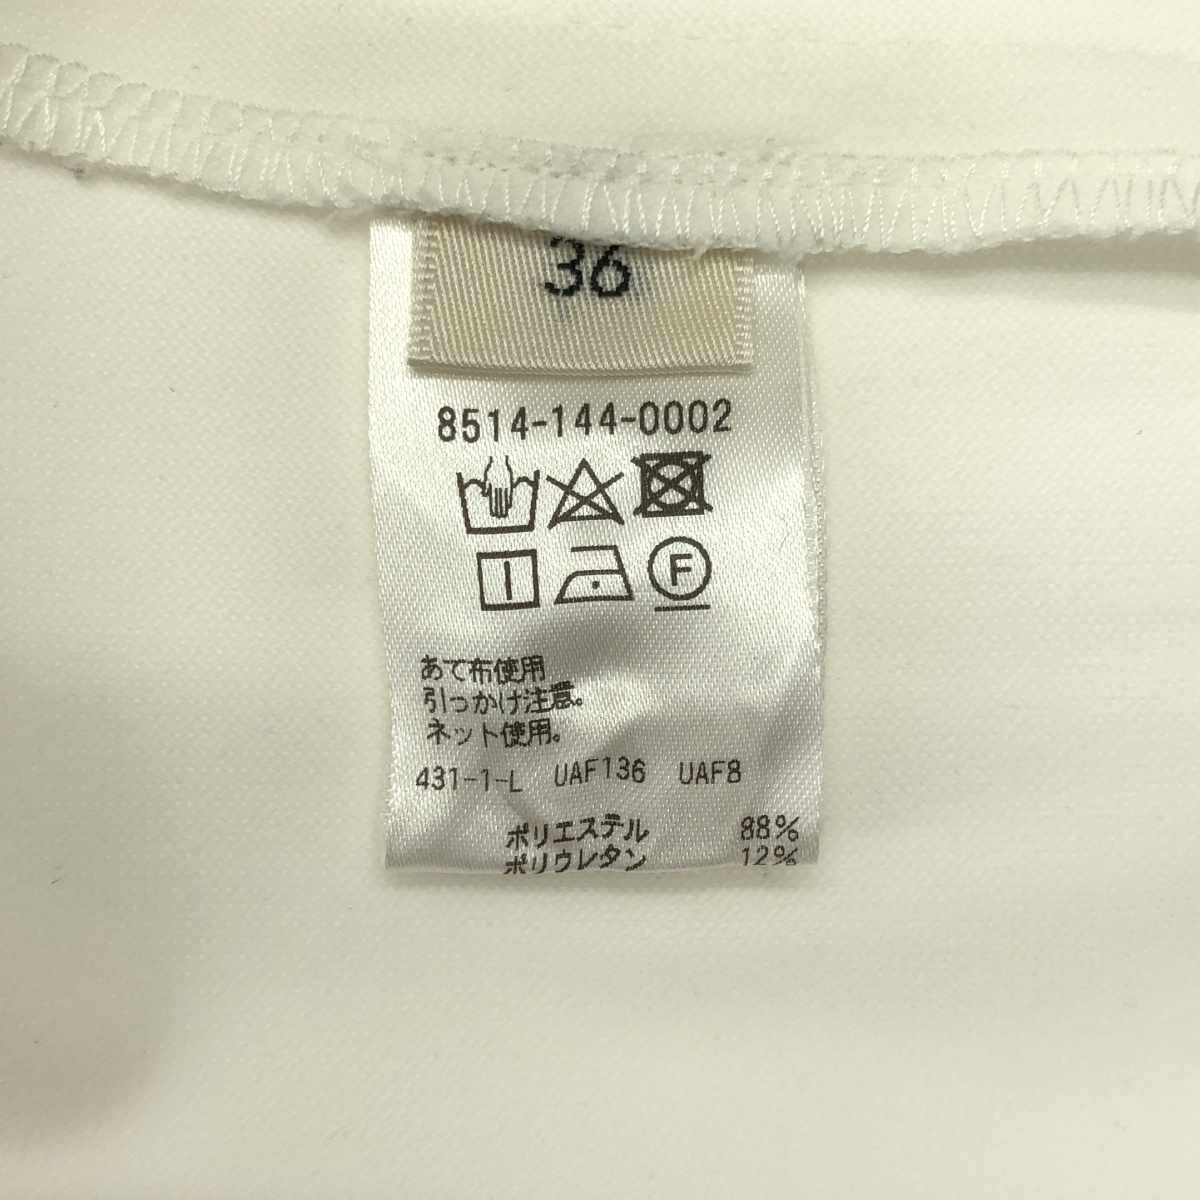 36
8514-144-0002
F
あて布使用
引っかけ注意。
ネット使用。
431-1-L UAF136 UAF8
ポリエステル 88%
ポリウレタン 12%